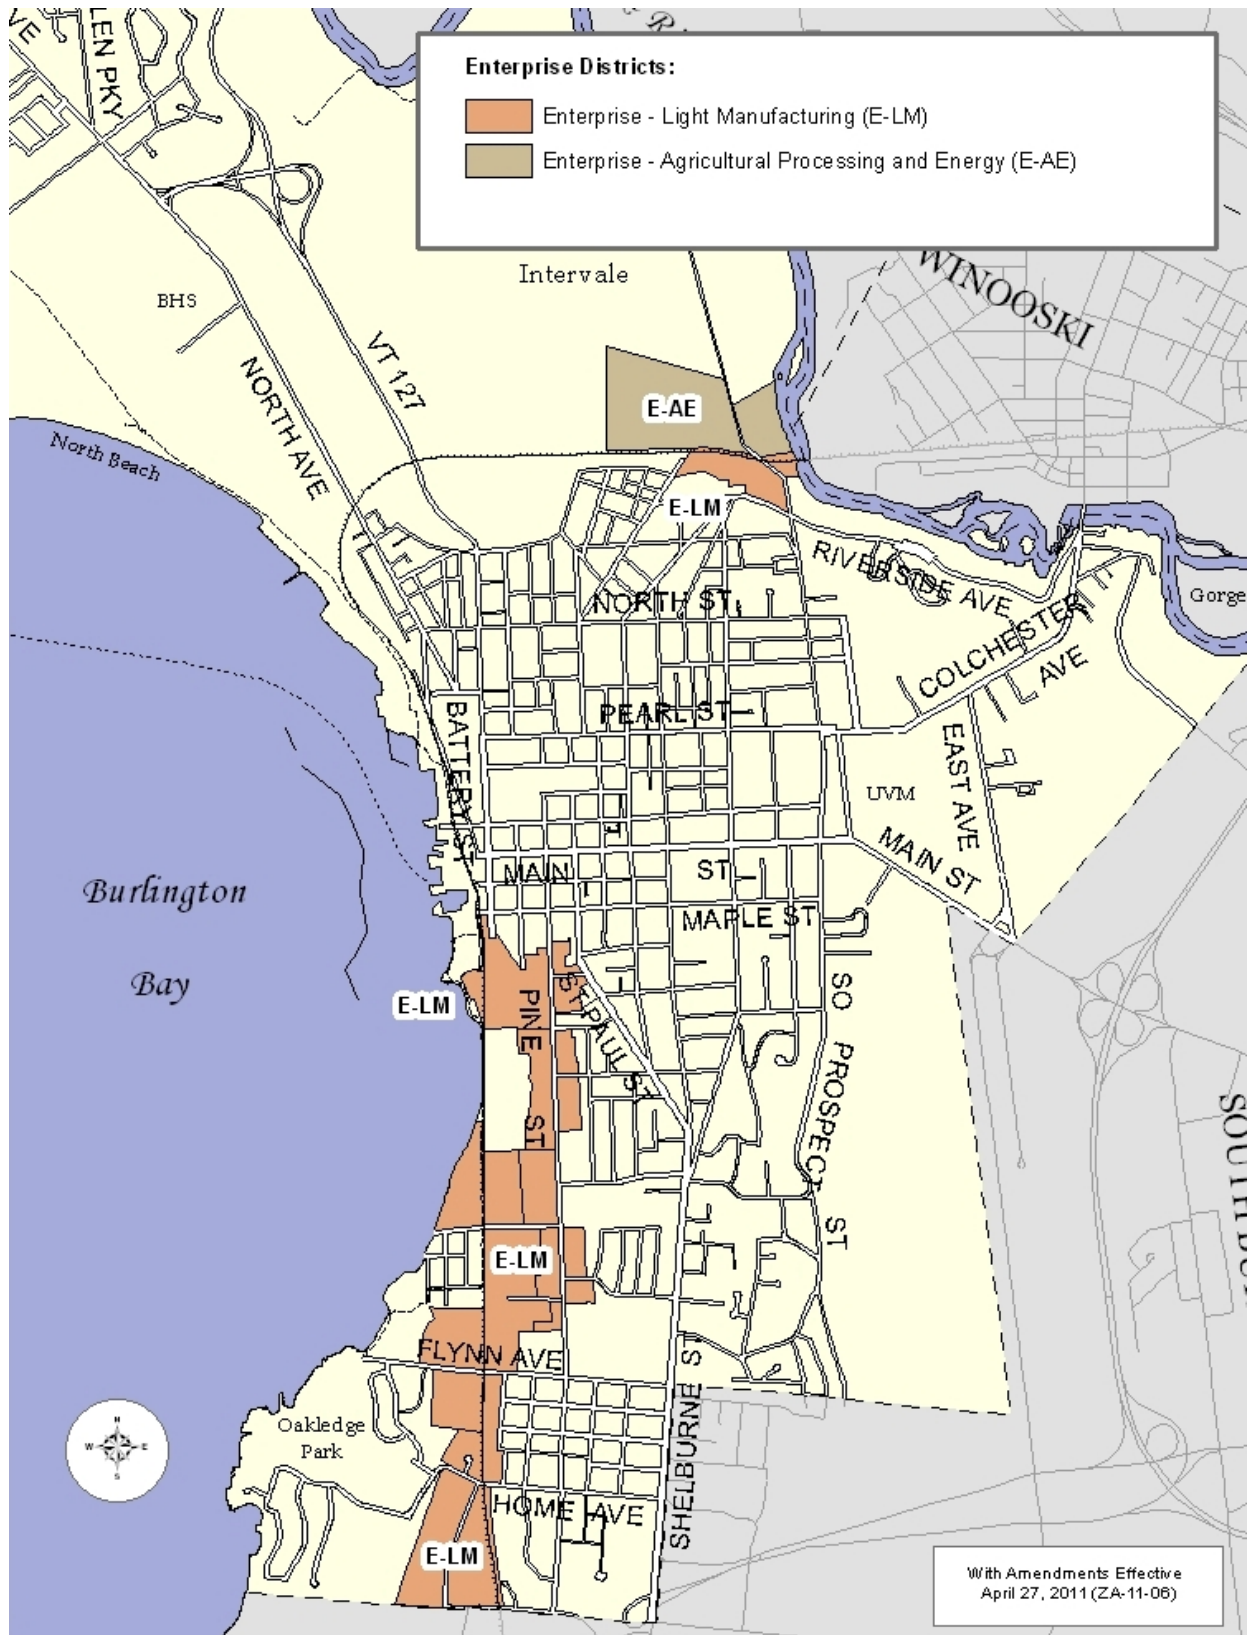 VE
LEN PKY
Enterprise Districts:
Enterprise - Light Manufacturing (E-LM)
Enterprise - Agricultural Processing and Energy (E-AE)
Intervale
WINOOSKI
BHS
VT 127
NORTH AVE
E-AE
North Beach
E-LM
RIVERSIDE AVE
NORTH ST
Gorge
COLCHESTER
AVE
PEARL ST
BATTERY ST
EAST AVE
UVM
MAIN ST
MAIN
ST
Burlington
Bay
MAPLE ST
E-LM
PINE
ST
ST PAUL ST
SO PROSPECT ST
E-LM
FLYNN AVE
SHELBURNE S
Oakledge
Park
N
W
E
S
HOME AVE
E-LM
With Amendments Effective
April 27, 2011 (ZA-11-06)